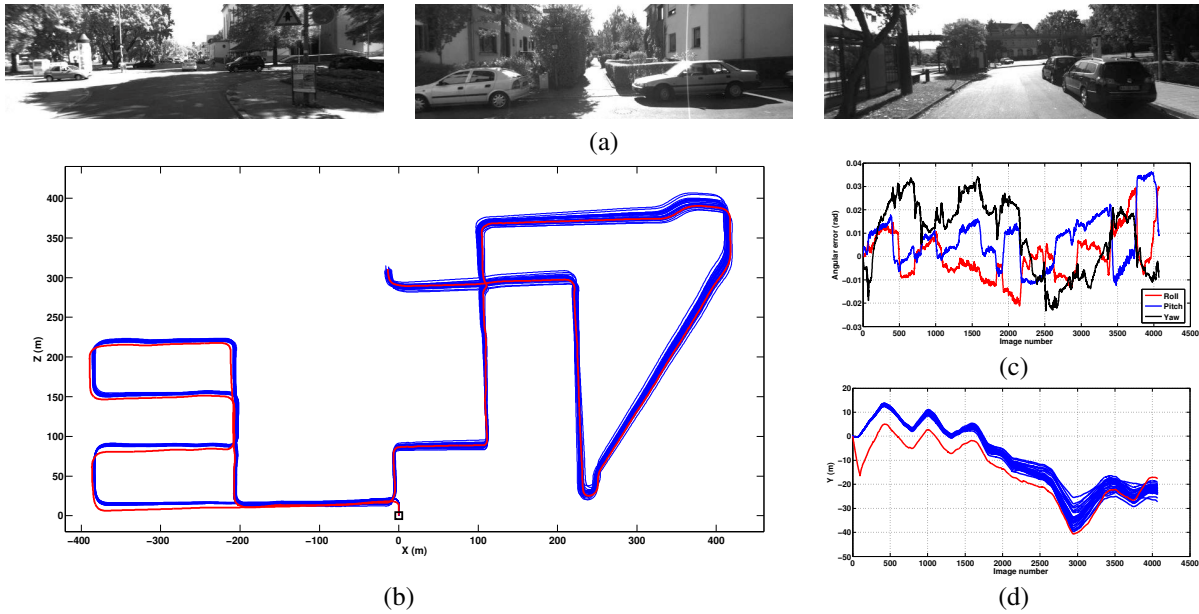 (a)
400
350
300
250
200
150
100
50
0
Z (m)
−400 −300 −200 −100 −0 100 200 300 400
X (m)
(b)
0.04
0.03
0.02
0.01
0
−0.01
−0.02
−0.03
Angular error (rad)
Roll
Pitch
Yaw
0 500 1000 1500 2000 2500 3000 3500 4000 4500
Image number
(c)
20
10
0
−10
−20
−30
−40
−50
Y (m)
0 500 1000 1500 2000 2500 3000 3500 4000 4500
Image number
(d)